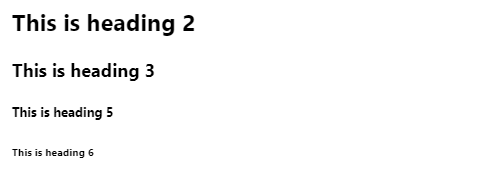 This is heading 2
This is heading 3
This is heading 5
This is heading 6